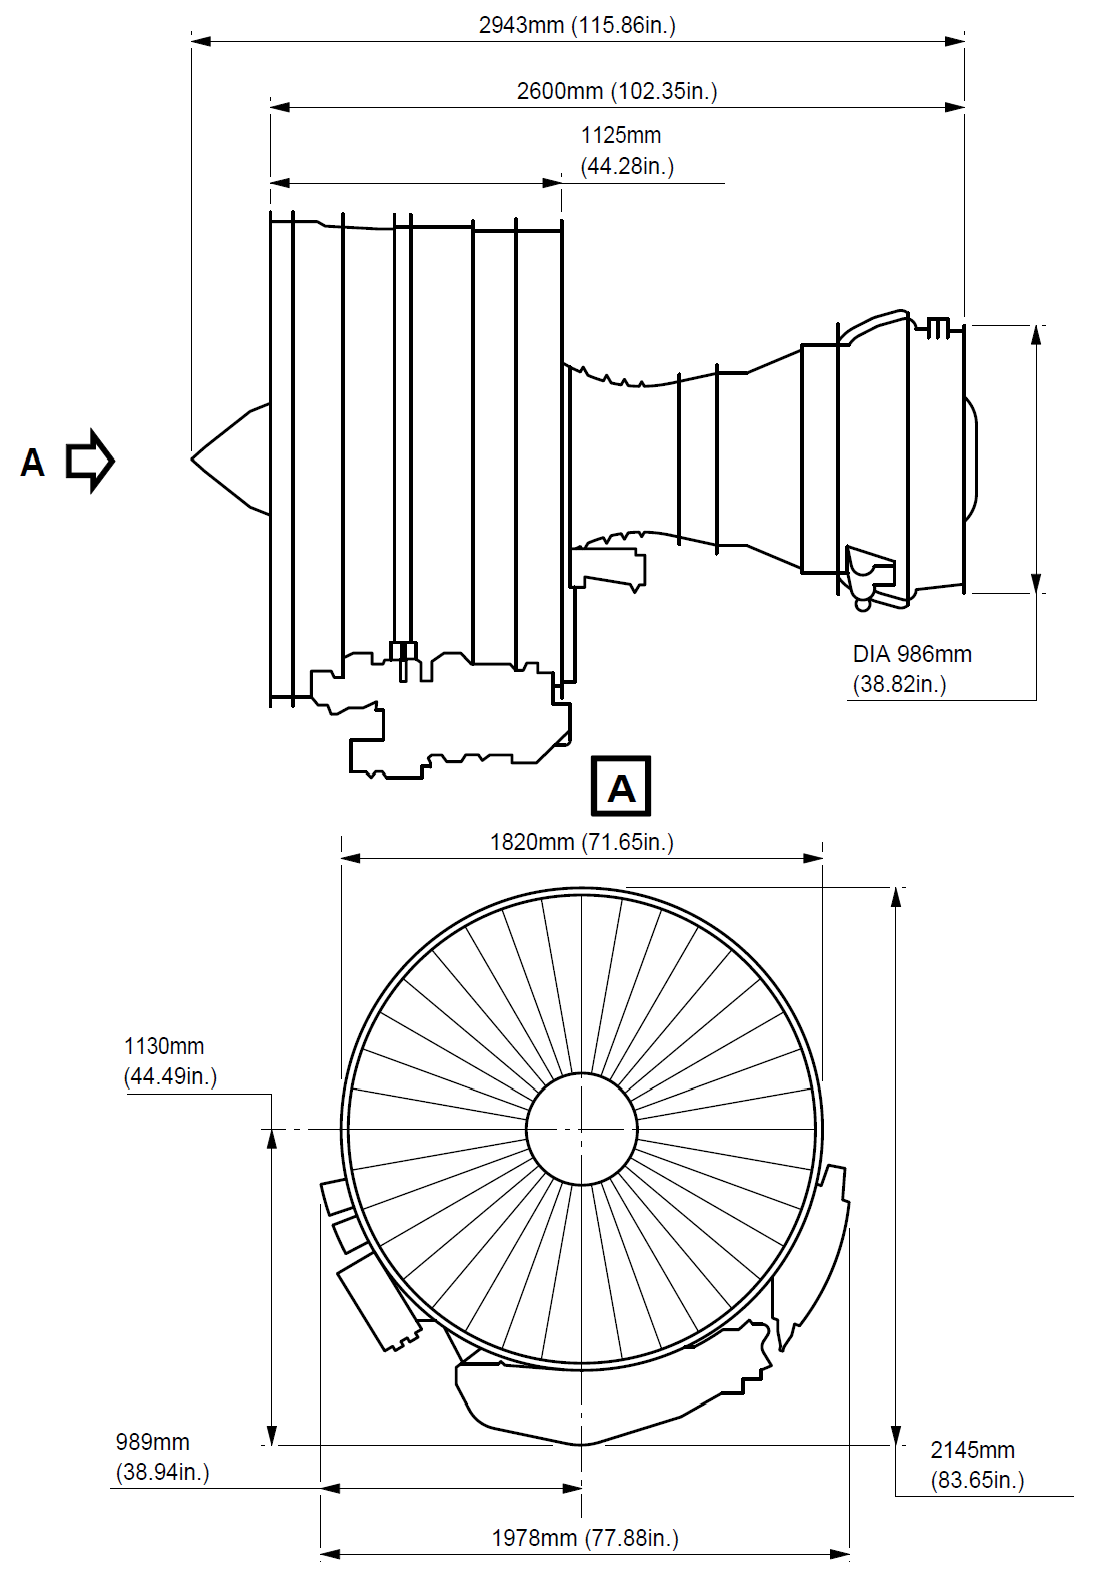 2943mm (115.86in.)
2600mm (102.35in.)
1125mm
(44.28in.)
A
DIA 986mm
(38.82in.)
A
1820mm (71.65in.)
1130mm
(44.49in.)
989mm
(38.94in.)
2145mm
(83.65in.)
1978mm (77.88in.)